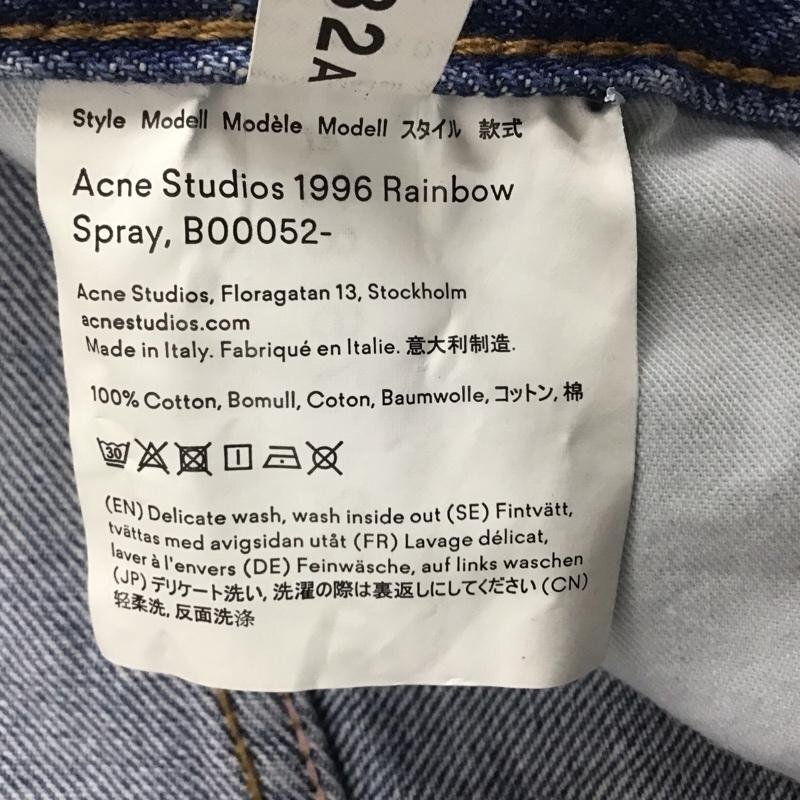 32A
Style Modell Modèle Modell スタイル 款式
Acne Studios 1996 Rainbow
Spray, B00052-
Acne Studios, Floragatan 13, Stockholm
acnestudios.com
Made in Italy. Fabriqué en Italie. 意大利制造.
100% Cotton, Bomull, Coton, Baumwolle, コットン, 棉
30
(EN) Delicate wash, wash inside out (SE) Fintvätt,
tvättas med avigsidan utåt (FR) Lavage délicat,
laver à l'envers (DE) Feinwäsche, auf links waschen
(JP) デリケート洗い, 洗濯の際は裏返しにしてください (CN)
轻柔洗, 反面洗涤